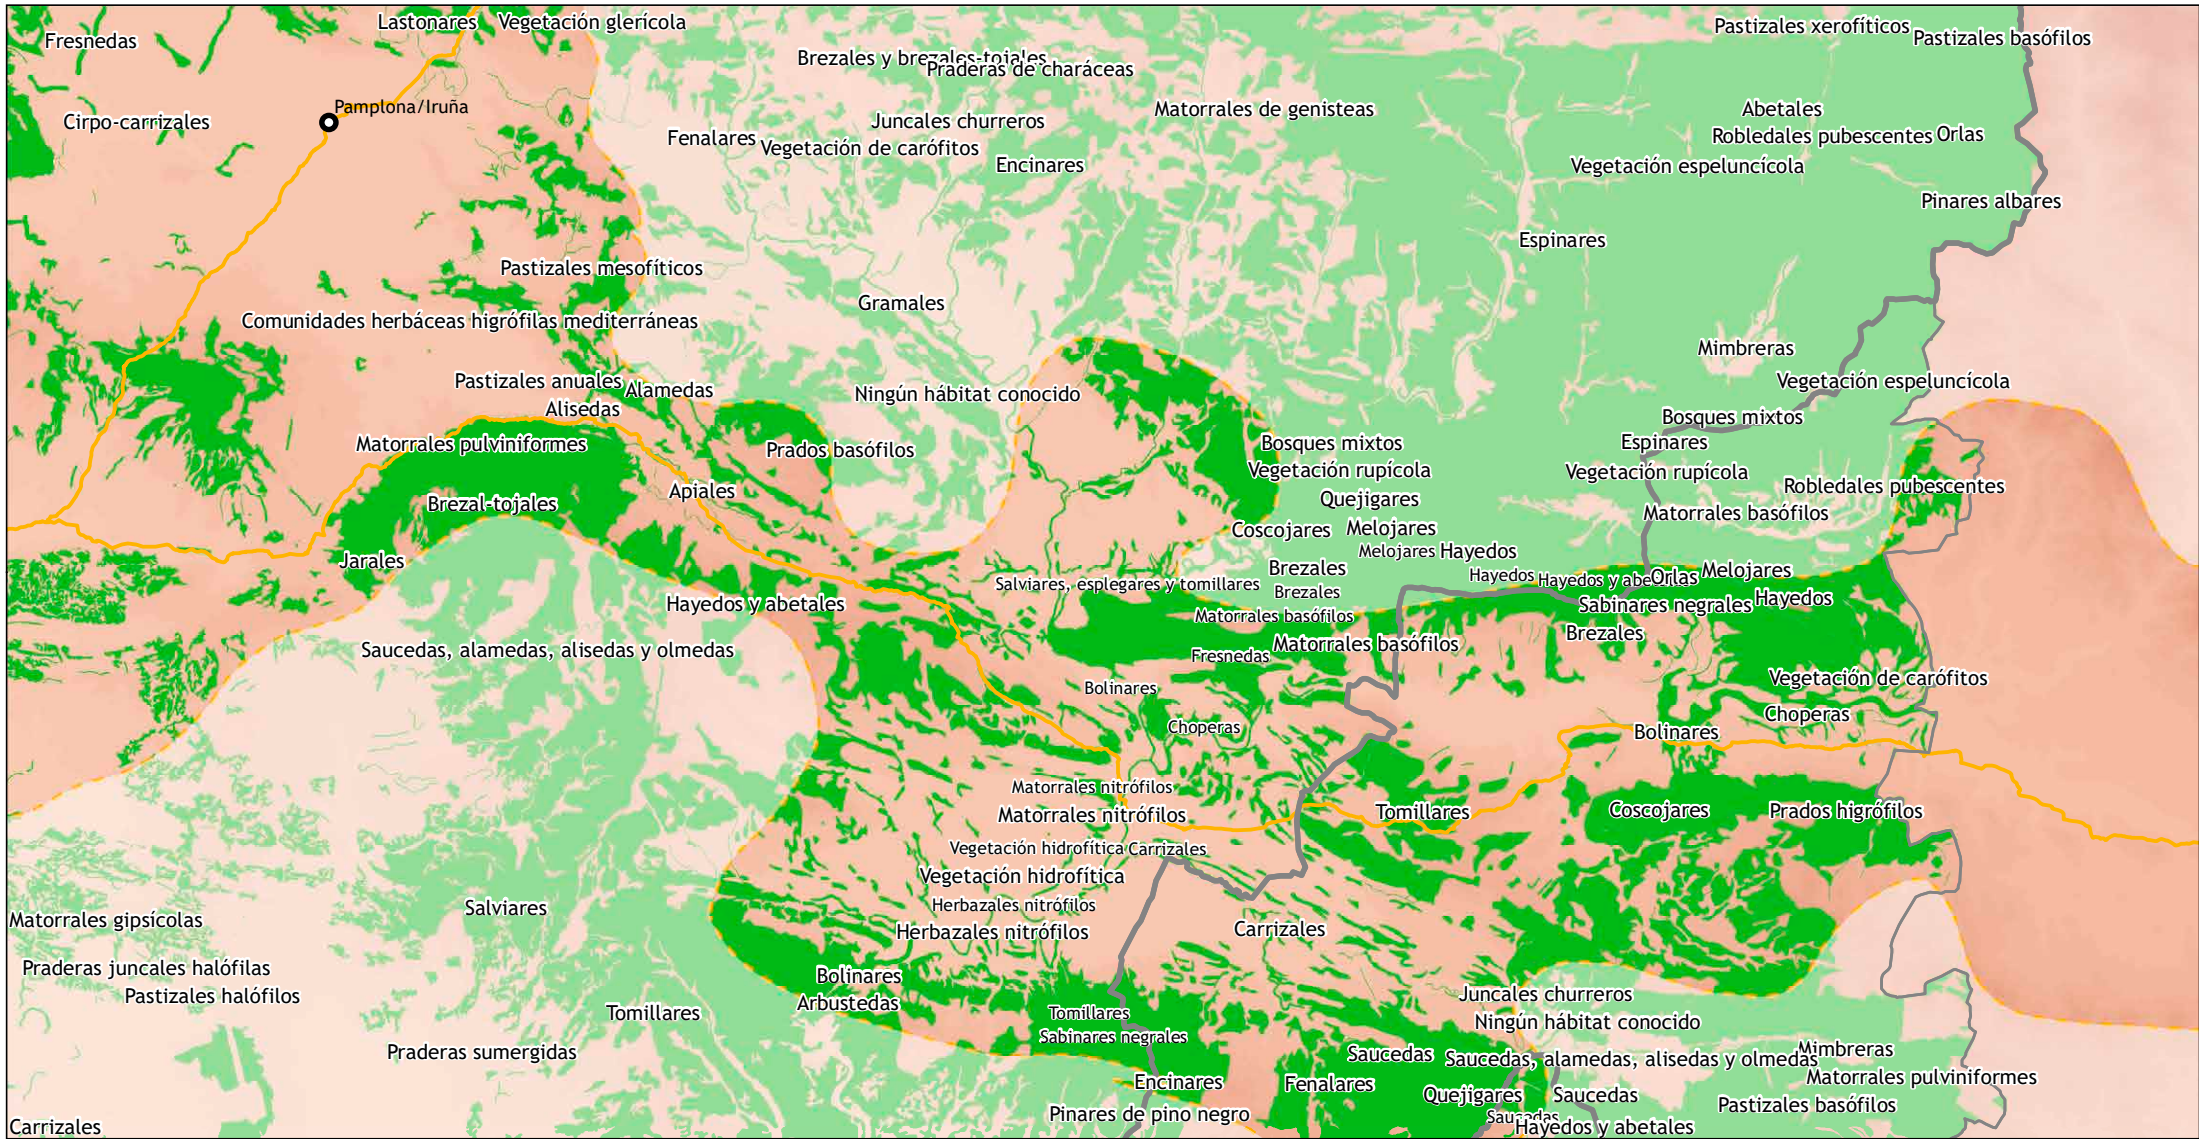 Lastonares
Vegetación glerícola
Fresnedas
Pastizales xerofíticos
Pastizales basófilos
Brezales y brezales-tojales
Praderas de charáceas
Pamplona/Iruña
Matorrales de genisteas
Abetales
Cirpo-carrizales
Juncales churreros
Fenalares
Vegetación de carófitos
Robledales pubescentes
Orlas
Encinares
Vegetación espeluncícola
Pinares albares
Espinares
Pastizales mesofíticos
Gramales
Comunidades herbáceas higrófilas mediterráneas
Mimbreras
Pastizales anuales
Alamedas
Ningún hábitat conocido
Vegetación espeluncícola
Alisedas
Bosques mixtos
Matorrales pulviniformes
Prados basófilos
Bosques mixtos
Espinares
Vegetación rupícola
Vegetación rupícola
Apiales
Quejigares
Robledales pubescentes
Brezal-tojales
Matorrales basófilos
Coscojares
Melojares
Melojares
Hayedos
Jarales
Brezales
Hayedos
Hayedos y abetales
Orlas
Melojares
Salviares, esplegares y tomillares
Brezales
Hayedos y abetales
Sabinares negrales
Hayedos
Matorrales basófilos
Brezales
Saucedas, alamedas, alisedas y olmedas
Matorrales basófilos
Fresnedas
Bolinares
Vegetación de carófitos
Choperas
Choperas
Bolinares
Matorrales nitrófilos
Matorrales nitrófilos
Tomillares
Coscojares
Prados higrófilos
Vegetación hidrofítica
Carrizales
Vegetación hidrofítica
Salviares
Herbazales nitrófilos
Matorrales gipsícolas
Herbazales nitrófilos
Carrizales
Praderas juncales halófilas
Bolinares
Pastizales halófilos
Arbustedas
Juncales churreros
Tomillares
Tomillares
Ningún hábitat conocido
Sabinares negrales
Praderas sumergidas
Saucedas
Saucedas, alamedas, alisedas y olmedas
Mimbreras
Encinares
Fenalares
Matorrales pulviniformes
Quejigares
Saucedas
Pastizales basófilos
Pinares de pino negro
Saucedas
Hayedos y abetales
Carrizales